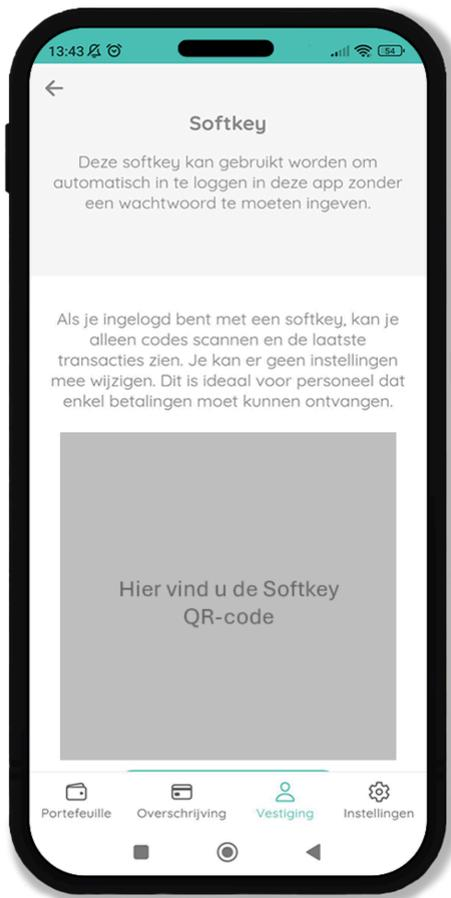 13:43
54
Softkey
Deze softkey kan gebruikt worden om
automatisch in te loggen in deze app zonder
een wachtwoord te moeten ingeven.
Als je ingelogd bent met een softkey, kan je
alleen codes scannen en de laatste
transacties zien. Je kan er geen instellingen
mee wijzigen. Dit is ideaal voor personeel dat
enkel betalingen moet kunnen ontvangen.
Hier vind u de Softkey
QR-code
Portefeuille Overschrijving Vestiging Instellingen